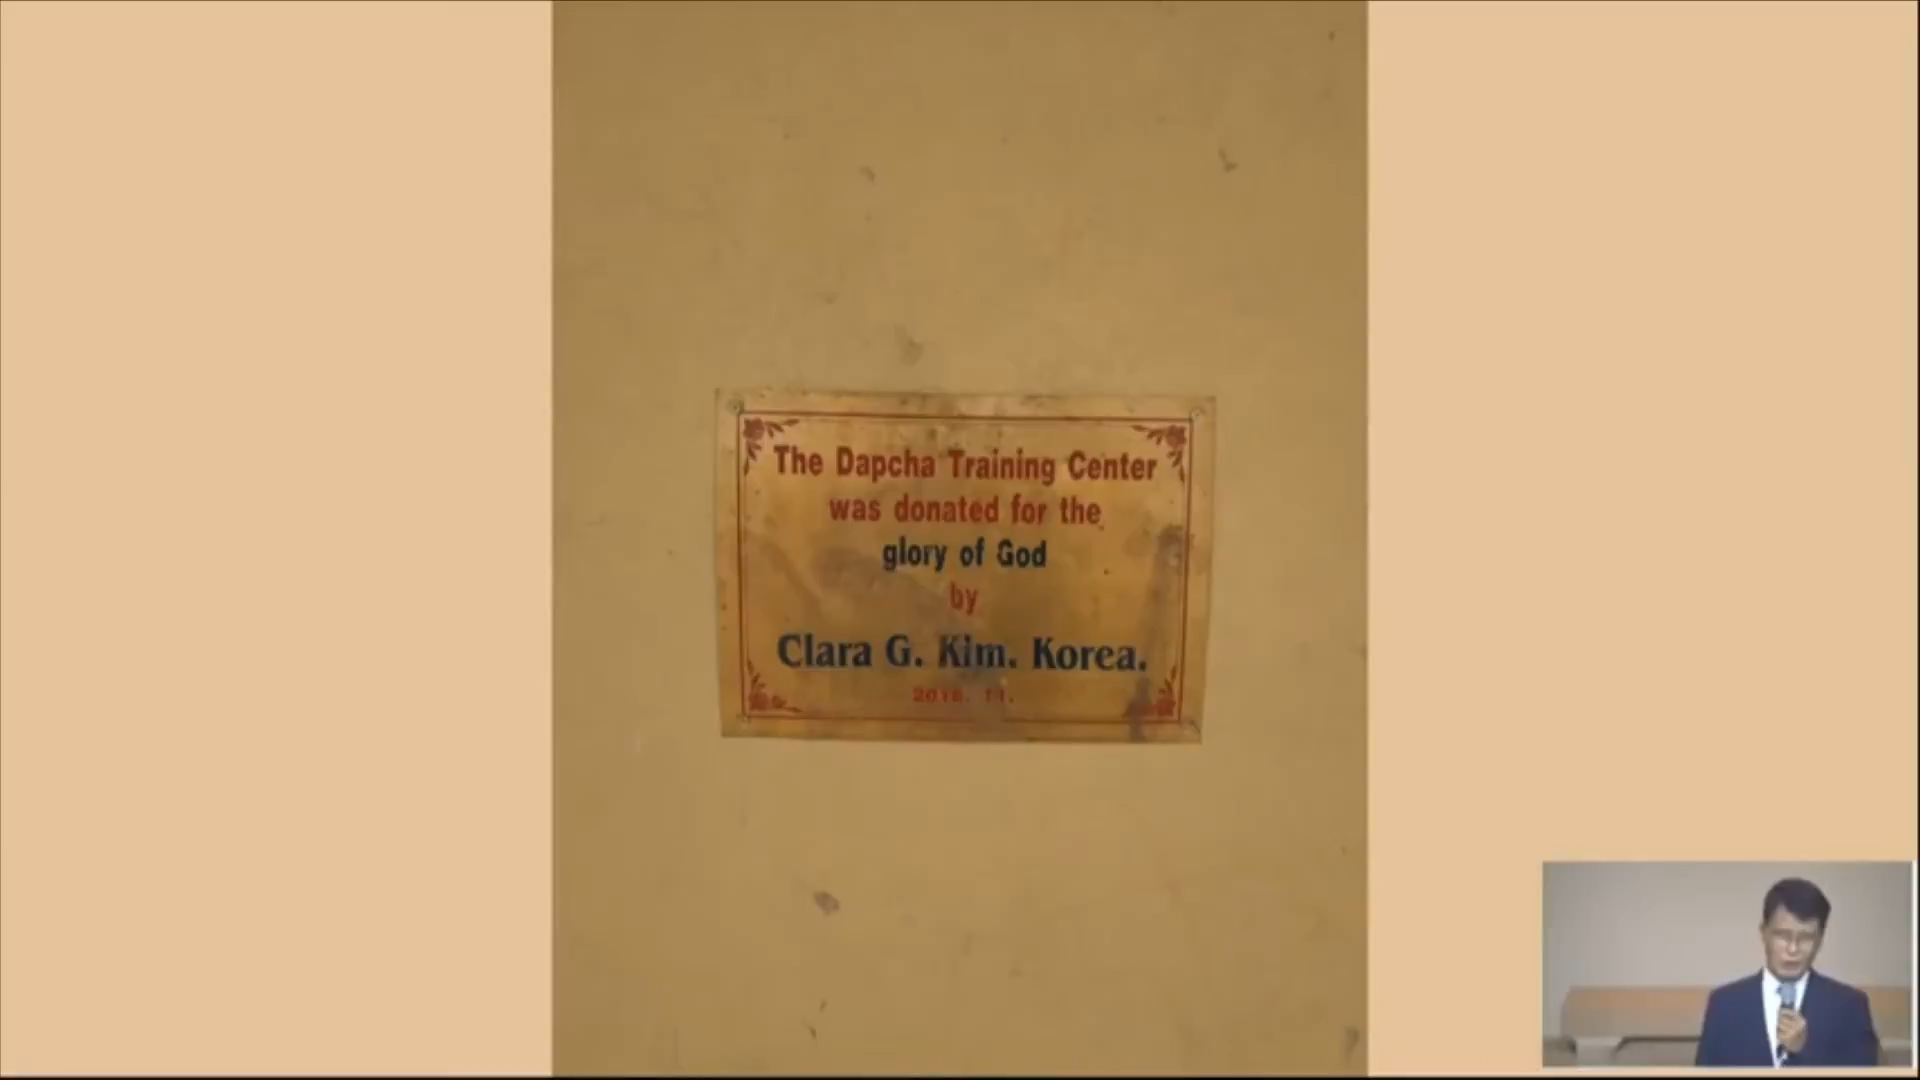 The Dapcha Training Center
was donated for the
glory of God
by
Clara G. Kim. Korea.